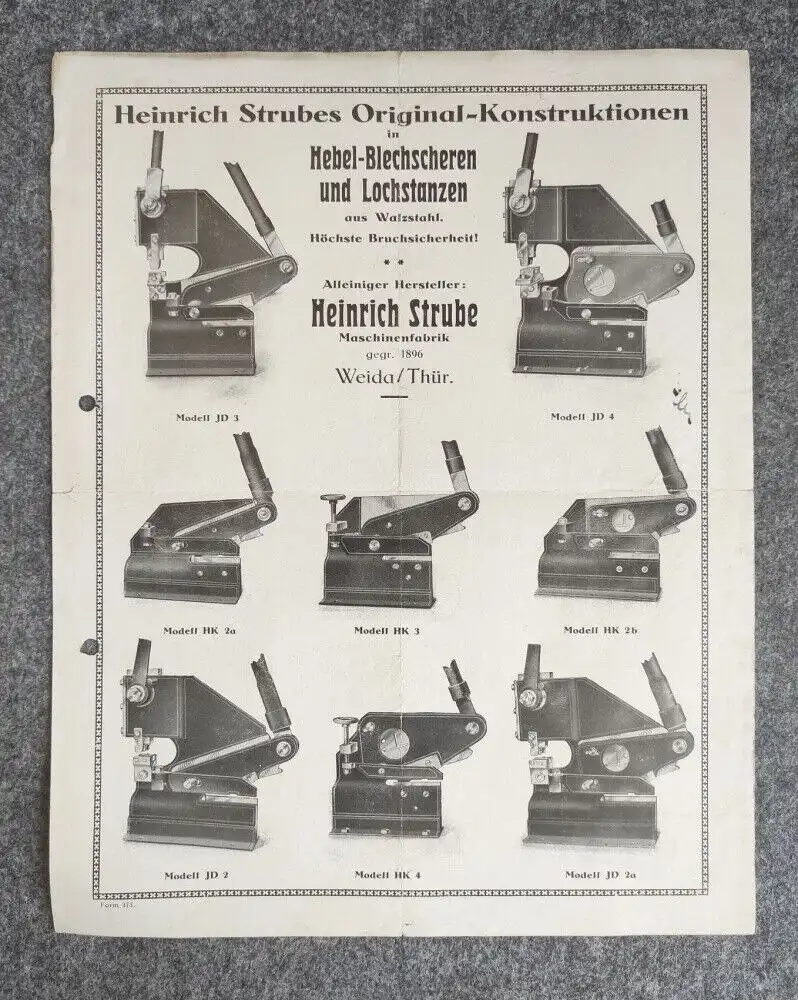 Heinrich Strubes Original-Konstruktionen
in
Hebel-Blechscheren
und Lochstanzen
aus Walzstahl.
Höchste Bruchsicherheit!
* *
Alleiniger Hersteller:
Heinrich Strube
Maschinenfabrik
gegr. 1896
Weida/Thür.
Modell JD 3
Modell JD 4
Modell HK 2a
Modell HK 3
Modell HK 2b
Modell JD 2
Modell HK 4
Modell JD 2a
Form